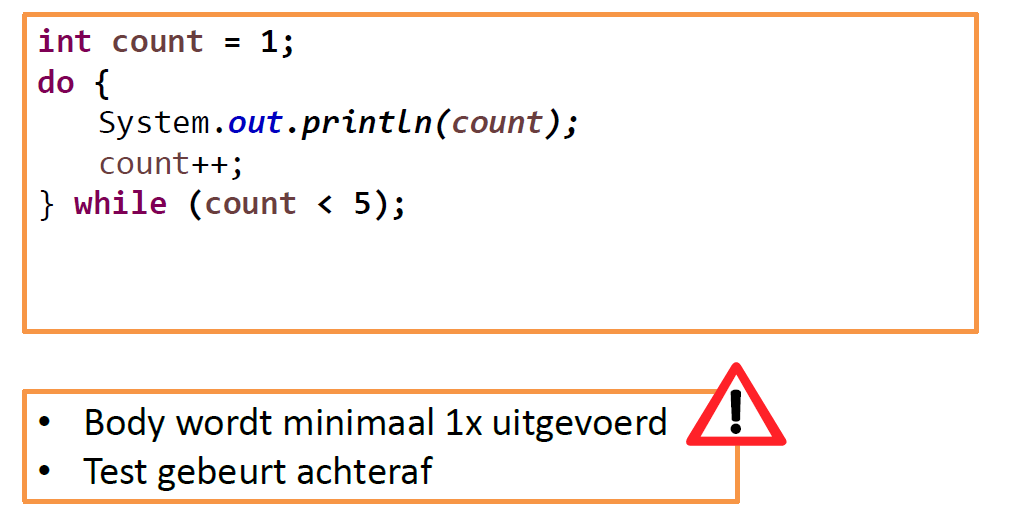 int count = 1;
do {
System.out.println(count);
count++;
} while (count < 5);
• Body wordt minimaal 1x uitgevoerd
• Test gebeurt achteraf
!